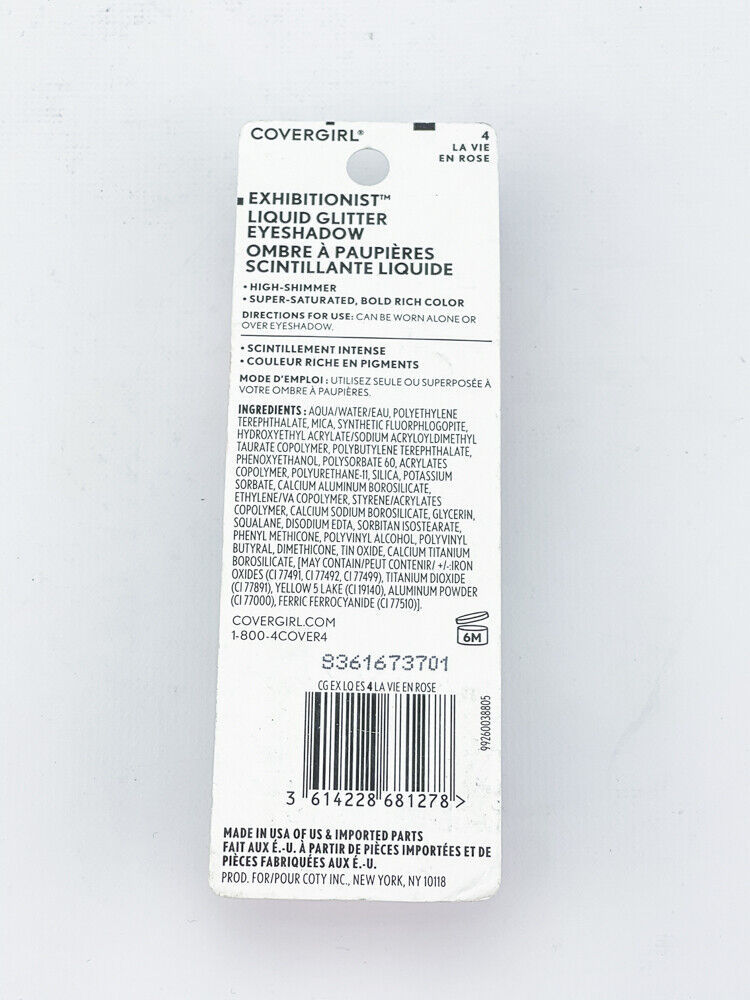 COVERGIRL®
4
LA VIE
EN ROSE
EXHIBITIONIST™
LIQUID GLITTER
EYESHADOW
OMBRE À PAUPIÈRES
SCINTILLANTE LIQUIDE
• HIGH-SHIMMER
• SUPER-SATURATED, BOLD RICH COLOR
DIRECTIONS FOR USE: CAN BE WORN ALONE OR
OVER EYESHADOW.
• SCINTILLEMENT INTENSE
• COULEUR RICHE EN PIGMENTS
MODE D'EMPLOI : UTILISEZ SEULE OU SUPERPOSÉE À
VOTRE OMBRE À PAUPIÈRES.
INGREDIENTS : AQUA/WATER/EAU, POLYETHYLENE
TEREPHTHALATE, MICA, SYNTHETIC FLUORPHLOGOPITE,
HYDROXYETHYL ACRYLATE/SODIUM ACRYLOYLDIMETHYL
TAURATE COPOLYMER, POLYBUTYLENE TEREPHTHALATE,
PHENOXYETHANOL, POLYSORBATE 60, ACRYLATES
COPOLYMER, POLYURETHANE-11, SILICA, POTASSIUM
SORBATE, CALCIUM ALUMINUM BOROSILICATE,
ETHYLENE/VA COPOLYMER, STYRENE/ACRYLATES
COPOLYMER, CALCIUM SODIUM BOROSILICATE, GLYCERIN,
SQUALANE, DISODIUM EDTA, SORBITAN ISOSTEARATE,
PHENYL METHICONE, POLYVINYL ALCOHOL, POLYVINYL
BUTYRAL, DIMETHICONE, TIN OXIDE, CALCIUM TITANIUM
BOROSILICATE, [MAY CONTAIN/PEUT CONTENIR/ +/-:IRON
OXIDES (CI 77491, CI 77492, CI 77499), TITANIUM DIOXIDE
(CI 77891), YELLOW 5 LAKE (CI 19140), ALUMINUM POWDER
(CI 77000), FERRIC FERROCYANIDE (CI 77510)].
COVERGIRL.COM
1-800-4COVER4
6M
8361673701
CG EX LQ ES 4 LA VIE EN ROSE
99260038805
3 614228 681278 >
MADE IN USA OF US & IMPORTED PARTS
FAIT AUX É.-U. À PARTIR DE PIÈCES IMPORTÉES ET DE
PIÈCES FABRIQUÉES AUX É.-U.
PROD. FOR/POUR COTY INC., NEW YORK, NY 10118